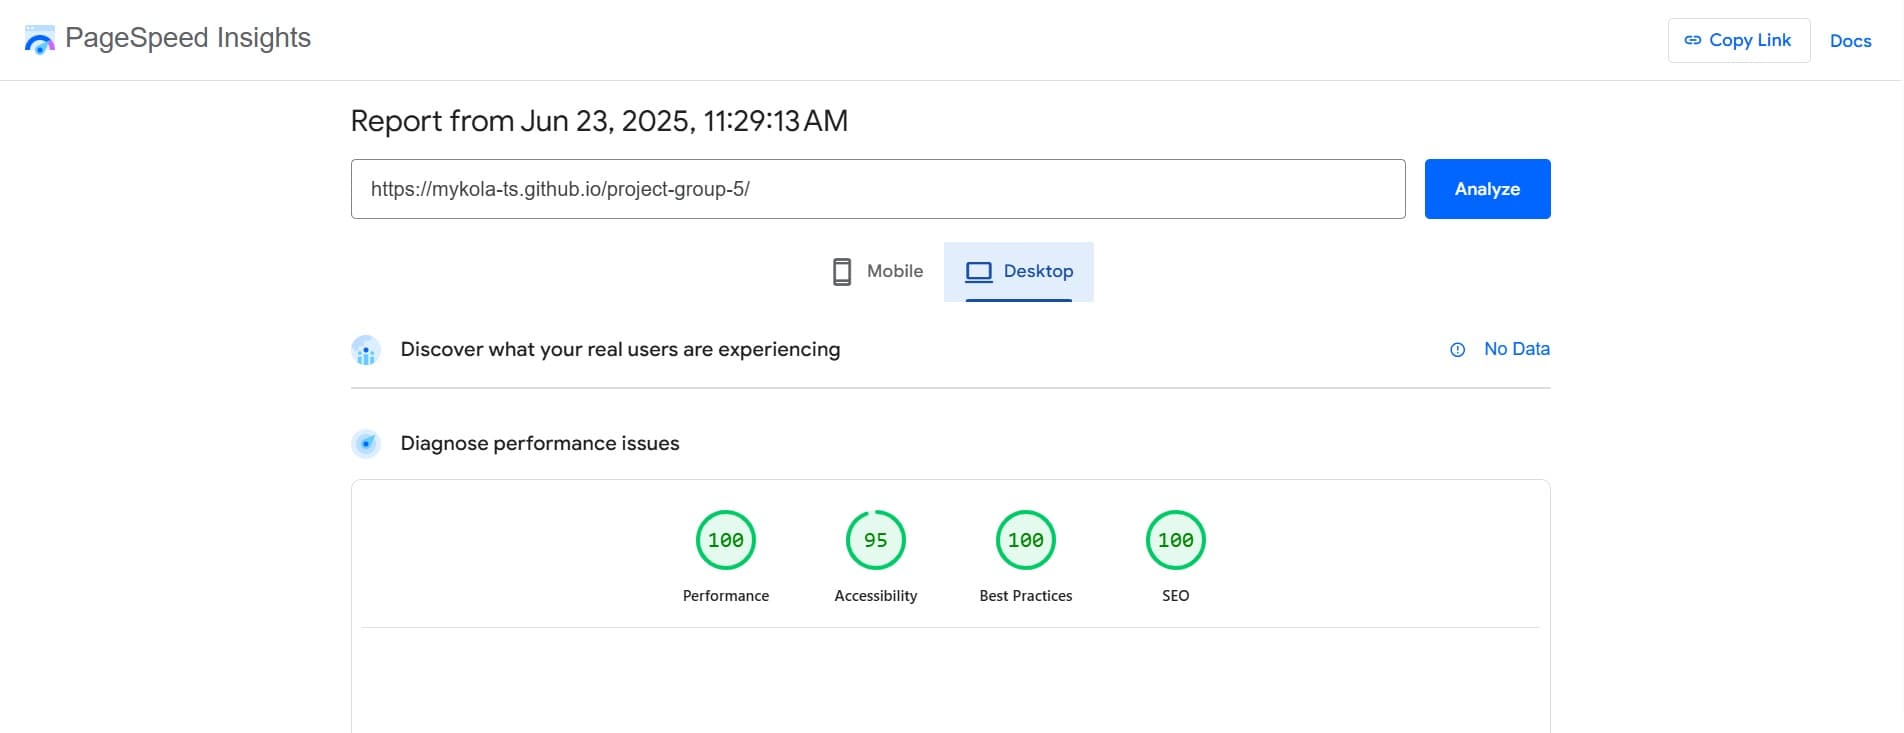 PageSpeed Insights
Copy Link
Docs
Report from Jun 23, 2025, 11:29:13 AM
https://mykola-ts.github.io/project-group-5/
Analyze
Mobile
Desktop
Discover what your real users are experiencing
No Data
Diagnose performance issues
100
95
100
100
Performance
Accessibility
Best Practices
SEO